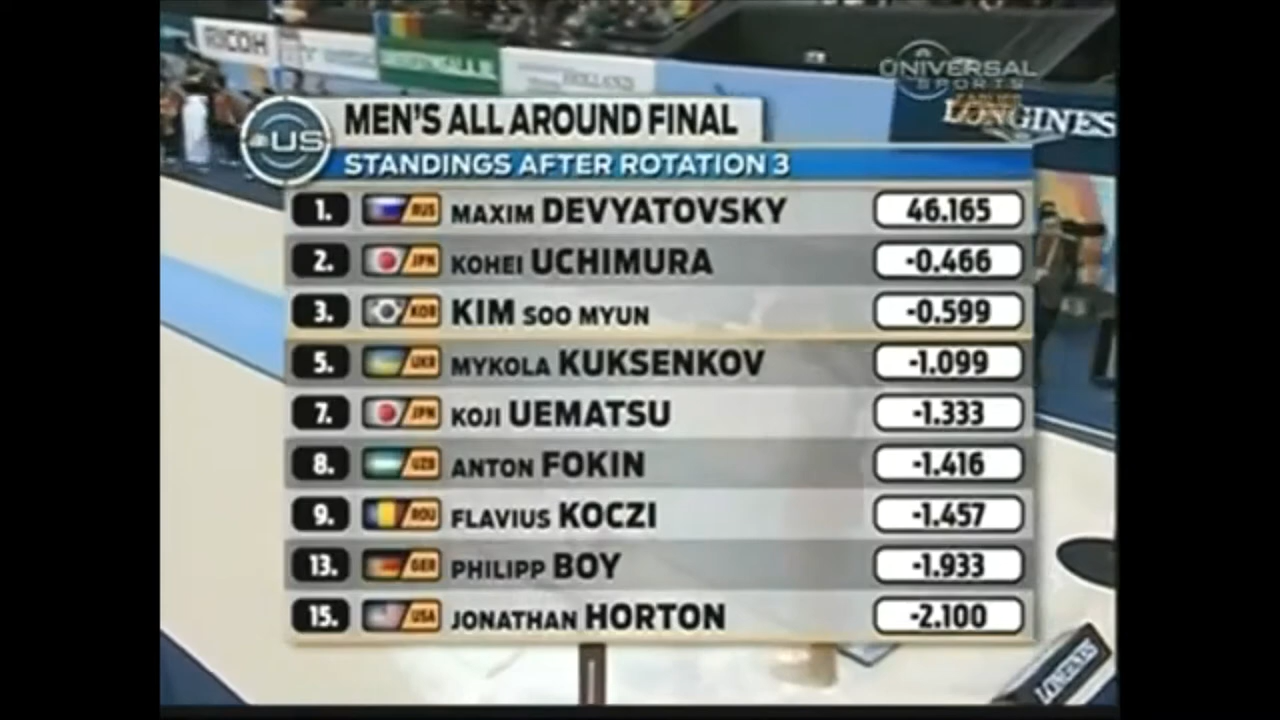 RICOH
UNIVERSAL
SPORTS
LONGINES
US
MEN'S ALL AROUND FINAL
STANDINGS AFTER ROTATION 3
1. RUS MAXIM DEVYATOVSKY 46.165
2. JPN KOHEI UCHIMURA -0.466
3. KOR KIM SOO MYUN -0.599
5. UKR MYKOLA KUKSENKOV -1.099
7. JPN KOJI UEMATSU -1.333
8. UZB ANTON FOKIN -1.416
9. ROU FLAVIUS KOCZI -1.457
13. GER PHILIPP BOY -1.933
15. USA JONATHAN HORTON -2.100
LONGINES